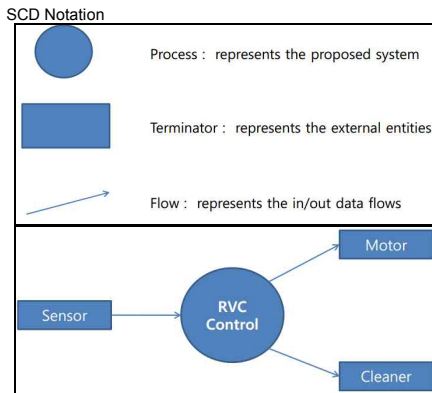 SCD Notation
Process : represents the proposed system
Terminator : represents the external entities
Flow : represents the in/out data flows
Motor
Sensor
RVC
Control
Cleaner